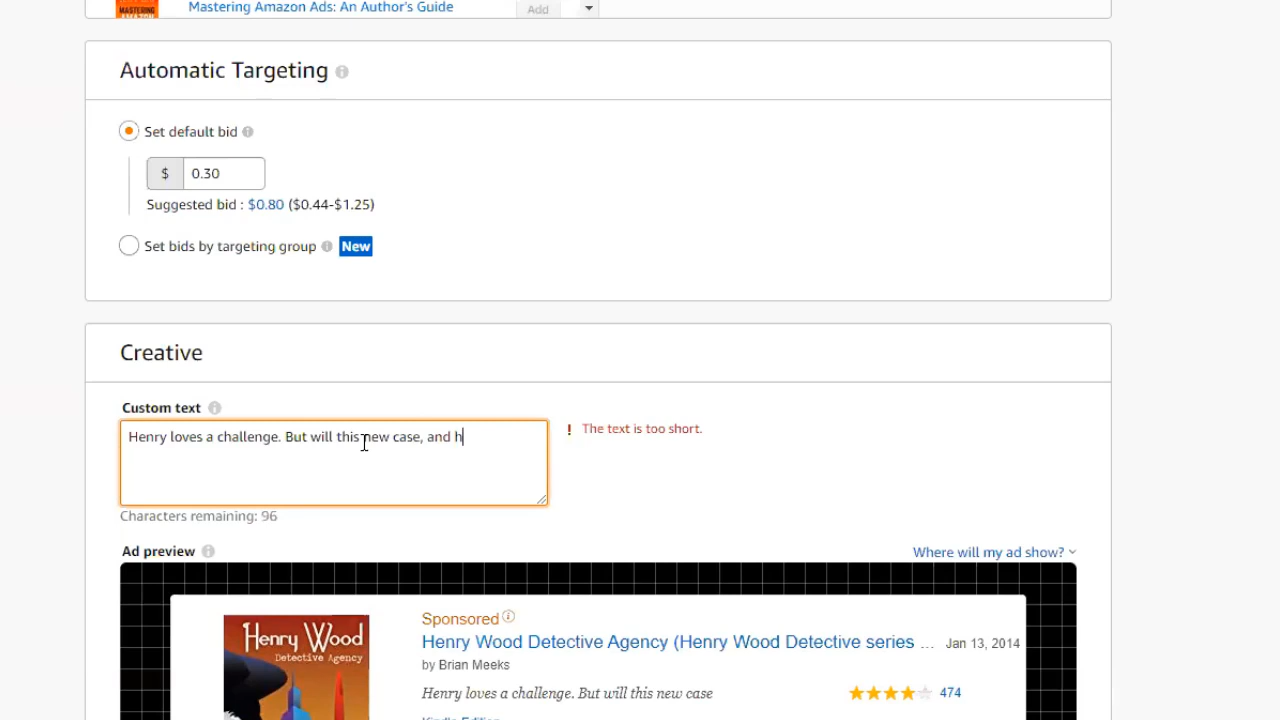 MASTERING
AMAZON
Mastering Amazon Ads: An Author's Guide
Add
Automatic Targeting
Set default bid
$ 0.30
Suggested bid : $0.80 ($0.44-$1.25)
Set bids by targeting group New
Creative
Custom text
Henry loves a challenge. But will this new case, and h
! The text is too short.
Characters remaining: 96
Ad preview
Where will my ad show?
Sponsored
Henry Wood
Detective Agency
Henry Wood Detective Agency (Henry Wood Detective series ... Jan 13, 2014
by Brian Meeks
Henry loves a challenge. But will this new case
474
Kindle Edition